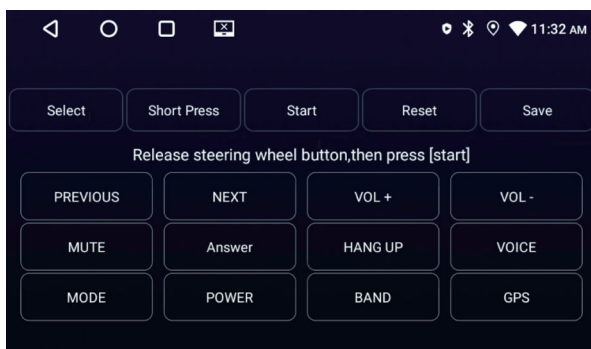 11:32 AM
Select Short Press Start Reset Save
Release steering wheel button,then press [start]
PREVIOUS NEXT VOL + VOL -
MUTE Answer HANG UP VOICE
MODE POWER BAND GPS